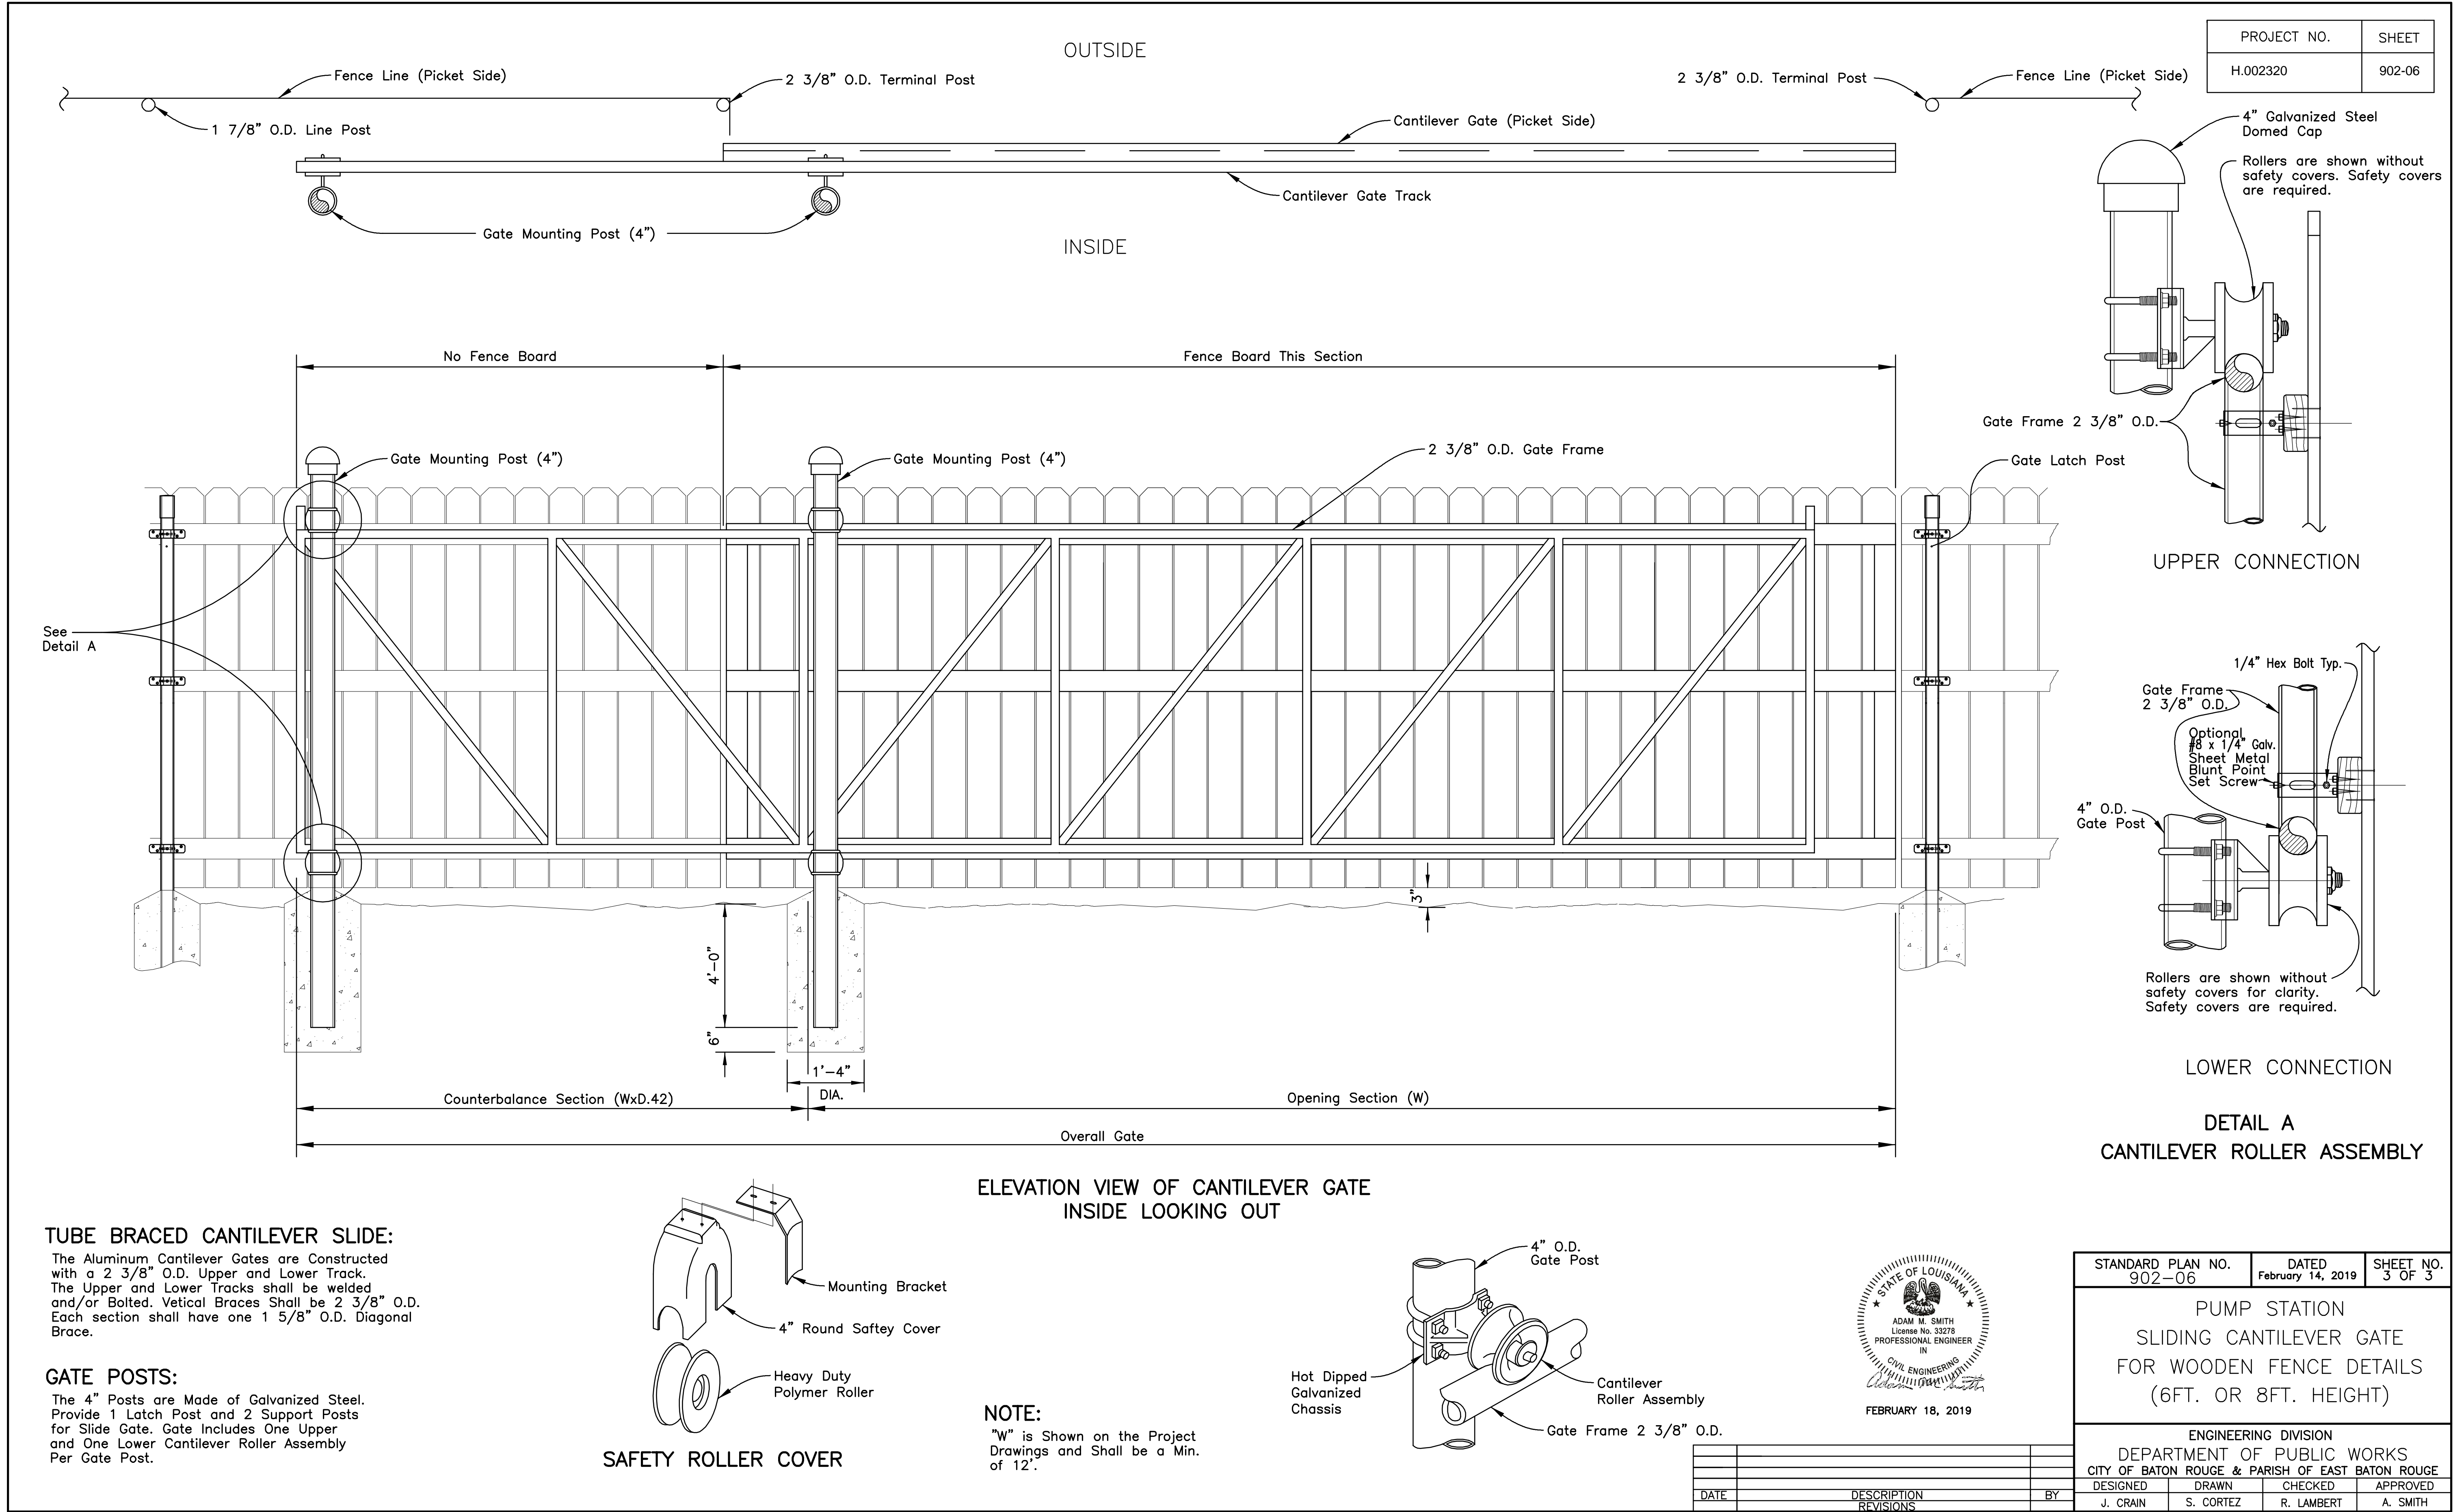 OUTSIDE
PROJECT NO.
SHEET
H.002320
902-06
Fence Line (Picket Side)
2 3/8" O.D. Terminal Post
2 3/8" O.D. Terminal Post
Fence Line (Picket Side)
1 7/8" O.D. Line Post
Cantilever Gate (Picket Side)
Cantilever Gate Track
Gate Mounting Post (4")
INSIDE
4" Galvanized Steel
Domed Cap
Rollers are shown without
safety covers. Safety covers
are required.
No Fence Board
Fence Board This Section
Gate Frame 2 3/8" O.D.
Gate Mounting Post (4")
Gate Mounting Post (4")
2 3/8" O.D. Gate Frame
Gate Latch Post
UPPER CONNECTION
See
Detail A
1/4" Hex Bolt Typ.
Gate Frame
2 3/8" O.D.
Optional
#8 x 1/4" Galv.
Sheet Metal
Blunt Point
Set Screw
4" O.D.
Gate Post
3"
4'-0"
6"
1'-4"
DIA.
Rollers are shown without
safety covers for clarity.
Safety covers are required.
LOWER CONNECTION
Counterbalance Section (WxD.42)
Opening Section (W)
Overall Gate
DETAIL A
CANTILEVER ROLLER ASSEMBLY
ELEVATION VIEW OF CANTILEVER GATE
INSIDE LOOKING OUT
TUBE BRACED CANTILEVER SLIDE:
The Aluminum Cantilever Gates are Constructed
with a 2 3/8" O.D. Upper and Lower Track.
The Upper and Lower Tracks shall be welded
and/or Bolted. Vetical Braces Shall be 2 3/8" O.D.
Each section shall have one 1 5/8" O.D. Diagonal
Brace.
GATE POSTS:
The 4" Posts are Made of Galvanized Steel.
Provide 1 Latch Post and 2 Support Posts
for Slide Gate. Gate Includes One Upper
and One Lower Cantilever Roller Assembly
Per Gate Post.
Mounting Bracket
4" Round Saftey Cover
Heavy Duty
Polymer Roller
SAFETY ROLLER COVER
NOTE:
"W" is Shown on the Project
Drawings and Shall be a Min.
of 12'.
4" O.D.
Gate Post
Hot Dipped
Galvanized
Chassis
Cantilever
Roller Assembly
Gate Frame 2 3/8" O.D.
STATE OF LOUISIANA
ADAM M. SMITH
License No. 33278
PROFESSIONAL ENGINEER
IN
CIVIL ENGINEERING
Adam M. Smith
FEBRUARY 18, 2019
DATE
DESCRIPTION
BY
REVISIONS
STANDARD PLAN NO.
902-06
DATED
February 14, 2019
SHEET NO.
3 OF 3
PUMP STATION
SLIDING CANTILEVER GATE
FOR WOODEN FENCE DETAILS
(6FT. OR 8FT. HEIGHT)
ENGINEERING DIVISION
DEPARTMENT OF PUBLIC WORKS
CITY OF BATON ROUGE & PARISH OF EAST BATON ROUGE
DESIGNED
DRAWN
CHECKED
APPROVED
J. CRAIN
S. CORTEZ
R. LAMBERT
A. SMITH